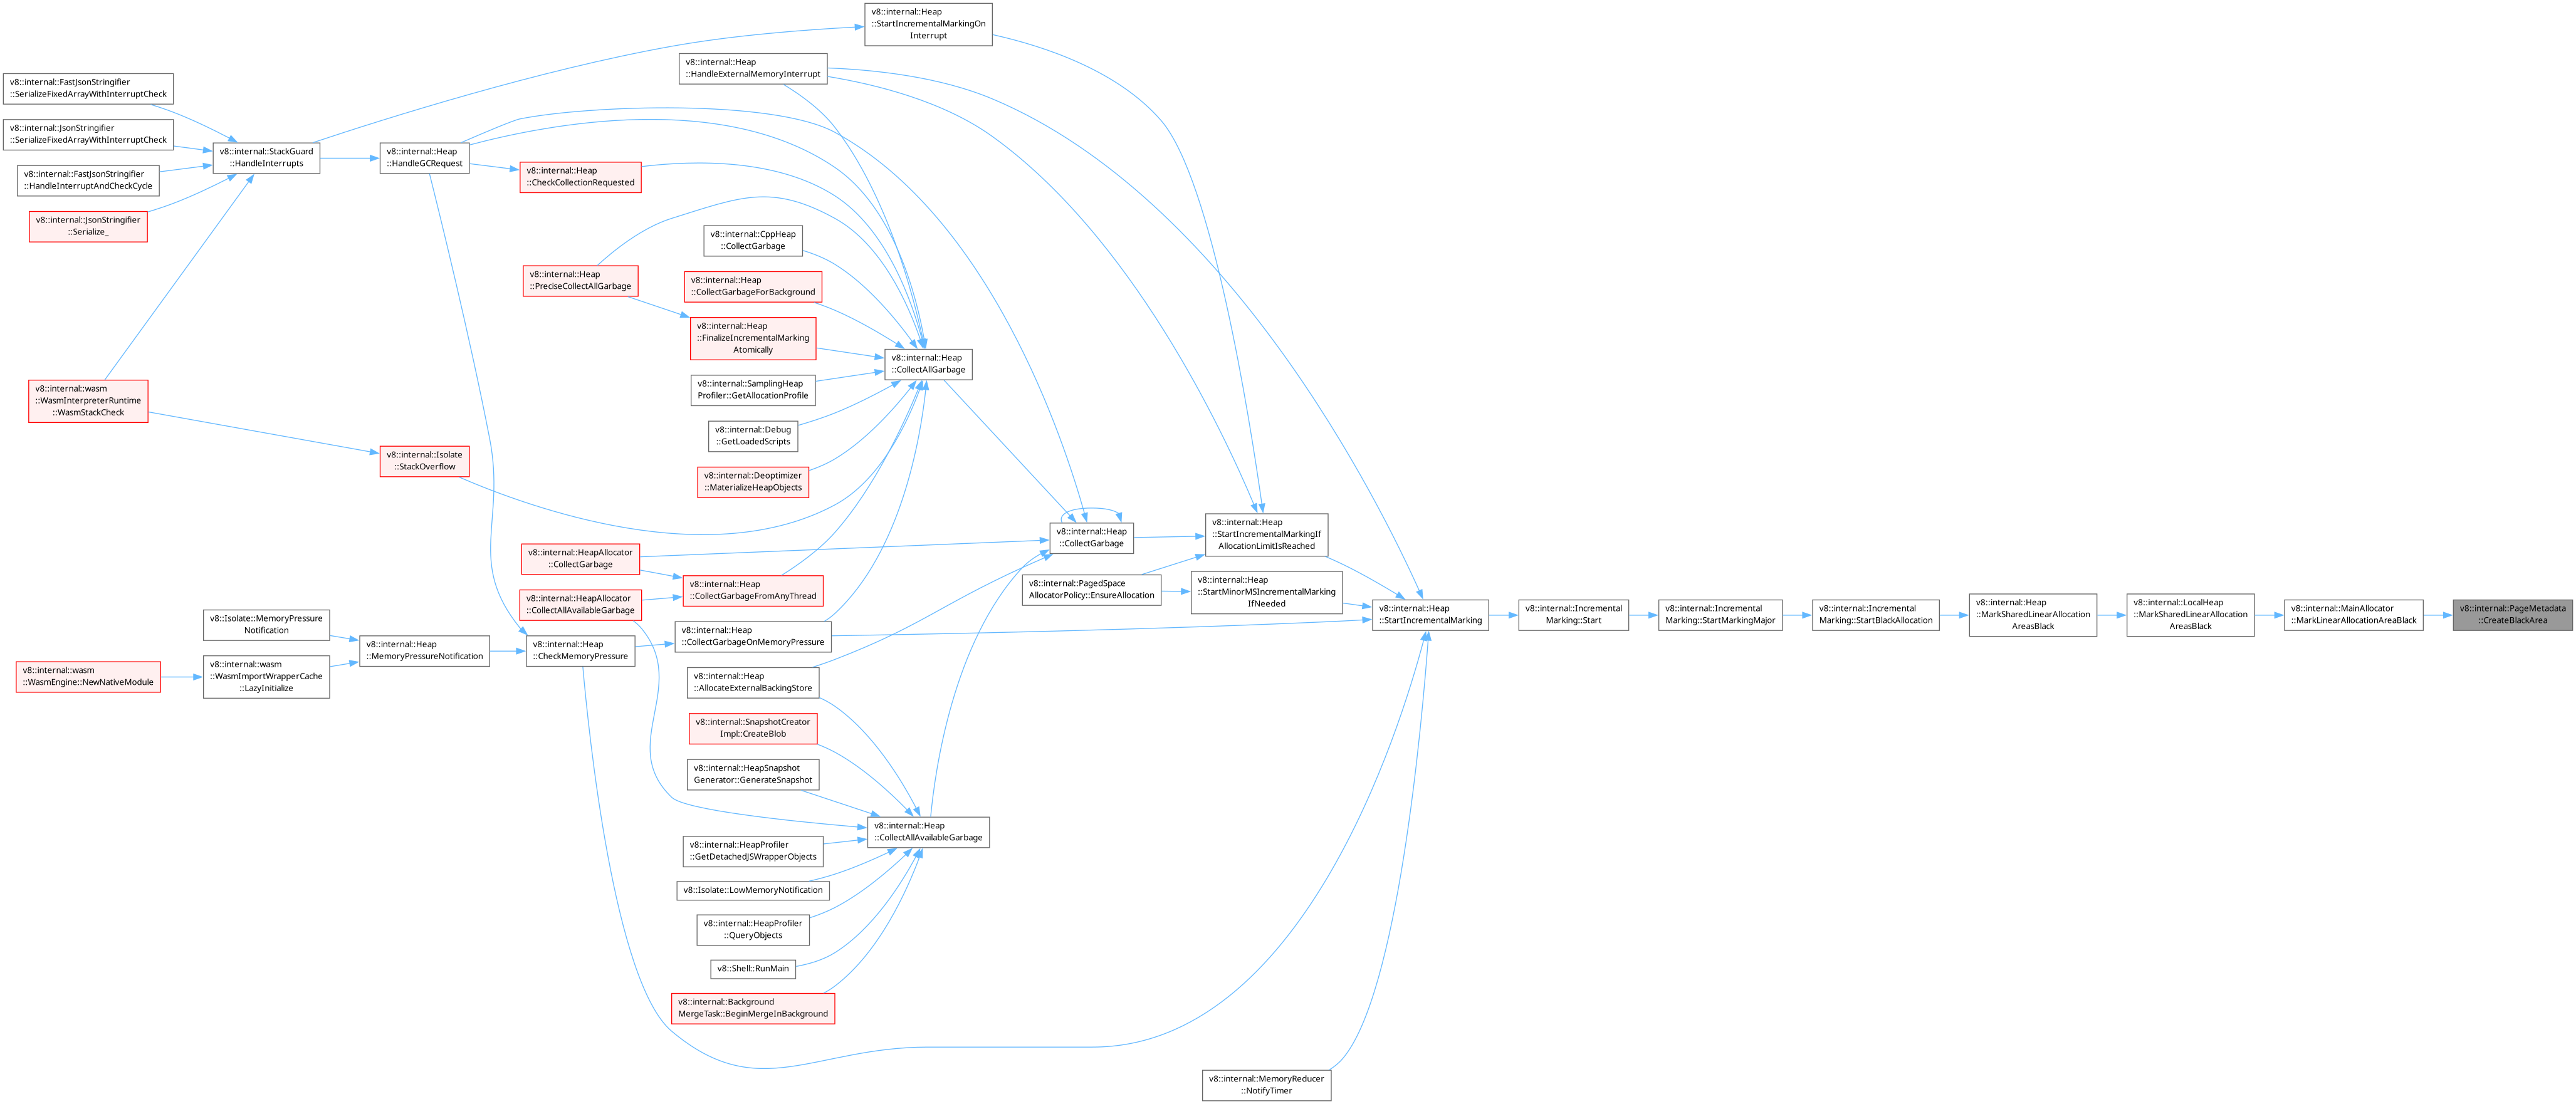 v8::internal::Heap
::StartIncrementalMarkingOn
Interrupt
v8::internal::Heap
::HandleExternalMemoryInterrupt
v8::internal::FastJsonStringifier
::SerializeFixedArrayWithInterruptCheck
v8::internal::JsonStringifier
::SerializeFixedArrayWithInterruptCheck
v8::internal::FastJsonStringifier
::HandleInterruptAndCheckCycle
v8::internal::JsonStringifier
::Serialize_
v8::internal::StackGuard
::HandleInterrupts
v8::internal::Heap
::HandleGCRequest
v8::internal::Heap
::CheckCollectionRequested
v8::internal::CppHeap
::CollectGarbage
v8::internal::Heap
::PreciseCollectAllGarbage
v8::internal::Heap
::CollectGarbageForBackground
v8::internal::Heap
::FinalizeIncrementalMarking
Atomically
v8::internal::Heap
::CollectAllGarbage
v8::internal::SamplingHeap
Profiler::GetAllocationProfile
v8::internal::wasm
::WasmInterpreterRuntime
::WasmStackCheck
v8::internal::Debug
::GetLoadedScripts
v8::internal::Isolate
::StackOverflow
v8::internal::Deoptimizer
::MaterializeHeapObjects
v8::internal::Heap
::CollectGarbage
v8::internal::Heap
::StartIncrementalMarkingIf
AllocationLimitIsReached
v8::internal::HeapAllocator
::CollectGarbage
v8::internal::Heap
::CollectGarbageFromAnyThread
v8::internal::PagedSpace
AllocatorPolicy::EnsureAllocation
v8::internal::Heap
::StartMinorMSIncrementalMarking
IfNeeded
v8::internal::HeapAllocator
::CollectAllAvailableGarbage
v8::internal::Heap
::StartIncrementalMarking
v8::internal::Incremental
Marking::Start
v8::internal::Incremental
Marking::StartMarkingMajor
v8::internal::Incremental
Marking::StartBlackAllocation
v8::internal::Heap
::MarkSharedLinearAllocation
AreasBlack
v8::internal::LocalHeap
::MarkSharedLinearAllocation
AreasBlack
v8::internal::MainAllocator
::MarkLinearAllocationAreaBlack
v8::internal::PageMetadata
::CreateBlackArea
v8::Isolate::MemoryPressure
Notification
v8::internal::Heap
::MemoryPressureNotification
v8::internal::Heap
::CheckMemoryPressure
v8::internal::Heap
::CollectGarbageOnMemoryPressure
v8::internal::wasm
::WasmEngine::NewNativeModule
v8::internal::wasm
::WasmImportWrapperCache
::LazyInitialize
v8::internal::Heap
::AllocateExternalBackingStore
v8::internal::SnapshotCreator
Impl::CreateBlob
v8::internal::HeapSnapshot
Generator::GenerateSnapshot
v8::internal::Heap
::CollectAllAvailableGarbage
v8::internal::HeapProfiler
::GetDetachedJSWrapperObjects
v8::Isolate::LowMemoryNotification
v8::internal::HeapProfiler
::QueryObjects
v8::Shell::RunMain
v8::internal::Background
MergeTask::BeginMergeInBackground
v8::internal::MemoryReducer
::NotifyTimer